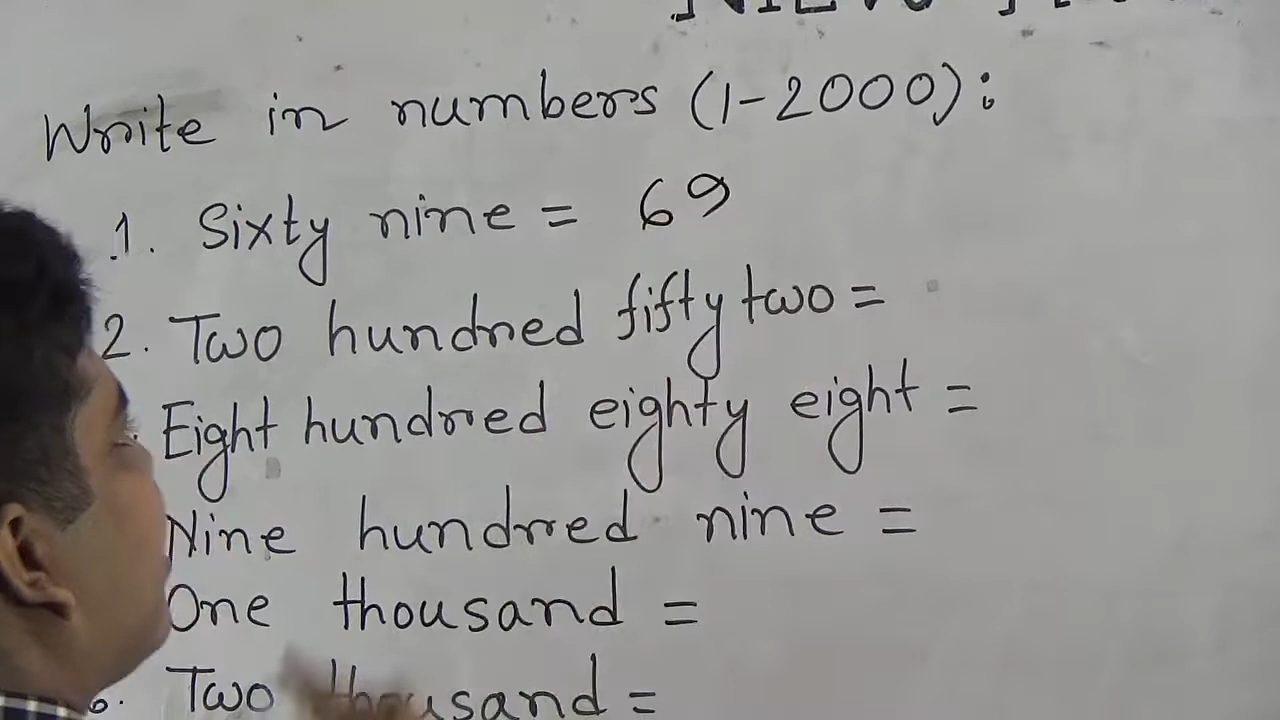 Write in numbers (1-2000):
1. Sixty nine = 69
2. Two hundred fifty two =
Eight hundred eighty eight =
Nine hundred nine =
One thousand =
6. Two thousand =